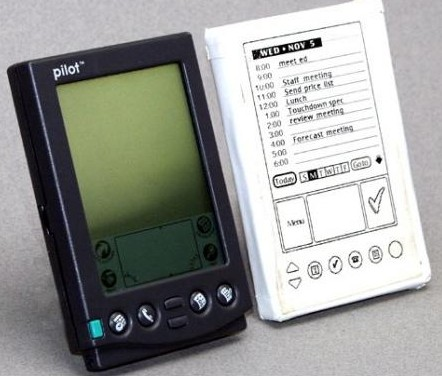 pilot™
WED • NOV 5
8:00 meet ed
9:00
10:00 Staff meeting
11:00 Send price list
12:00 Lunch
1:00 Touchdown spec
2:00 review meeting
3:00
4:00 Forecast meeting
5:00
6:00
Today S M T W T F Goto
Menu